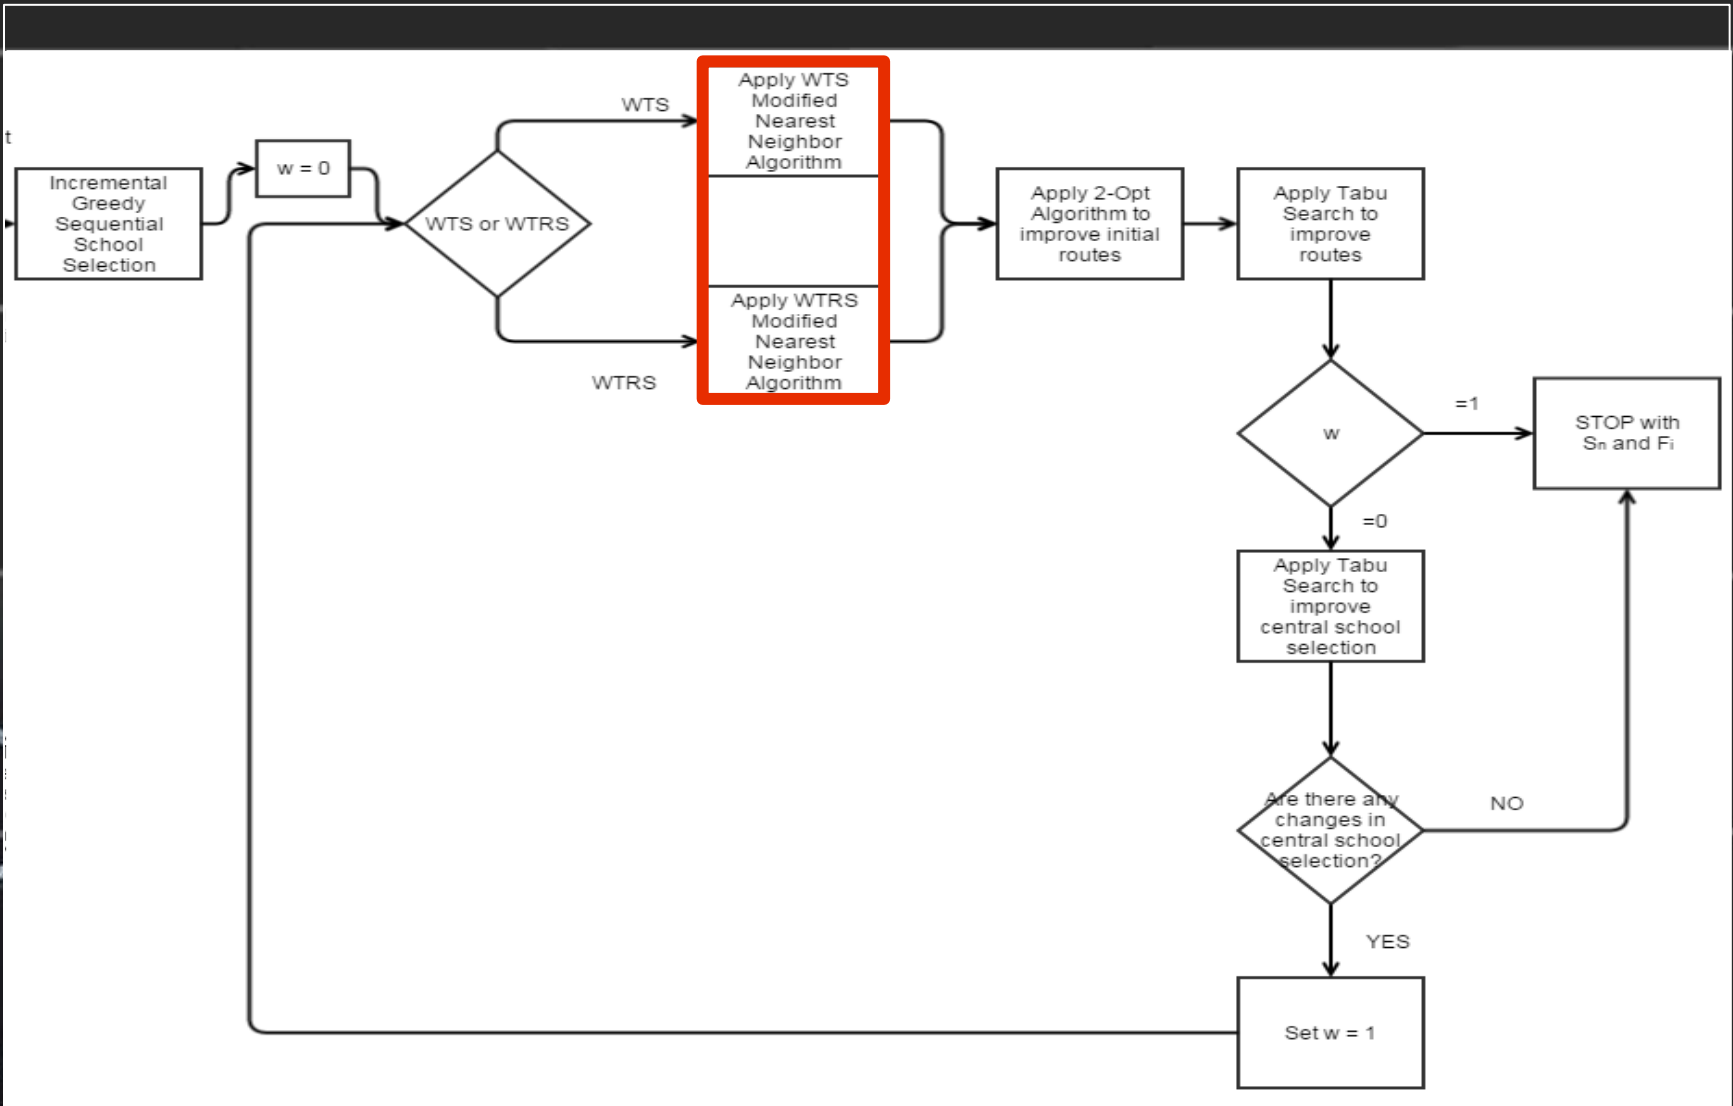 t
Incremental
Greedy
Sequential
School
Selection
w = 0
WTS or WTRS
WTS
WTRS
Apply WTS
Modified
Nearest
Neighbor
Algorithm
Apply WTRS
Modified
Nearest
Neighbor
Algorithm
Apply 2-Opt
Algorithm to
improve initial
routes
Apply Tabu
Search to
improve
routes
w
=1
STOP with
Sn and Fi
=0
Apply Tabu
Search to
improve
central school
selection
Are there any
changes in
central school
selection?
NO
YES
Set w = 1